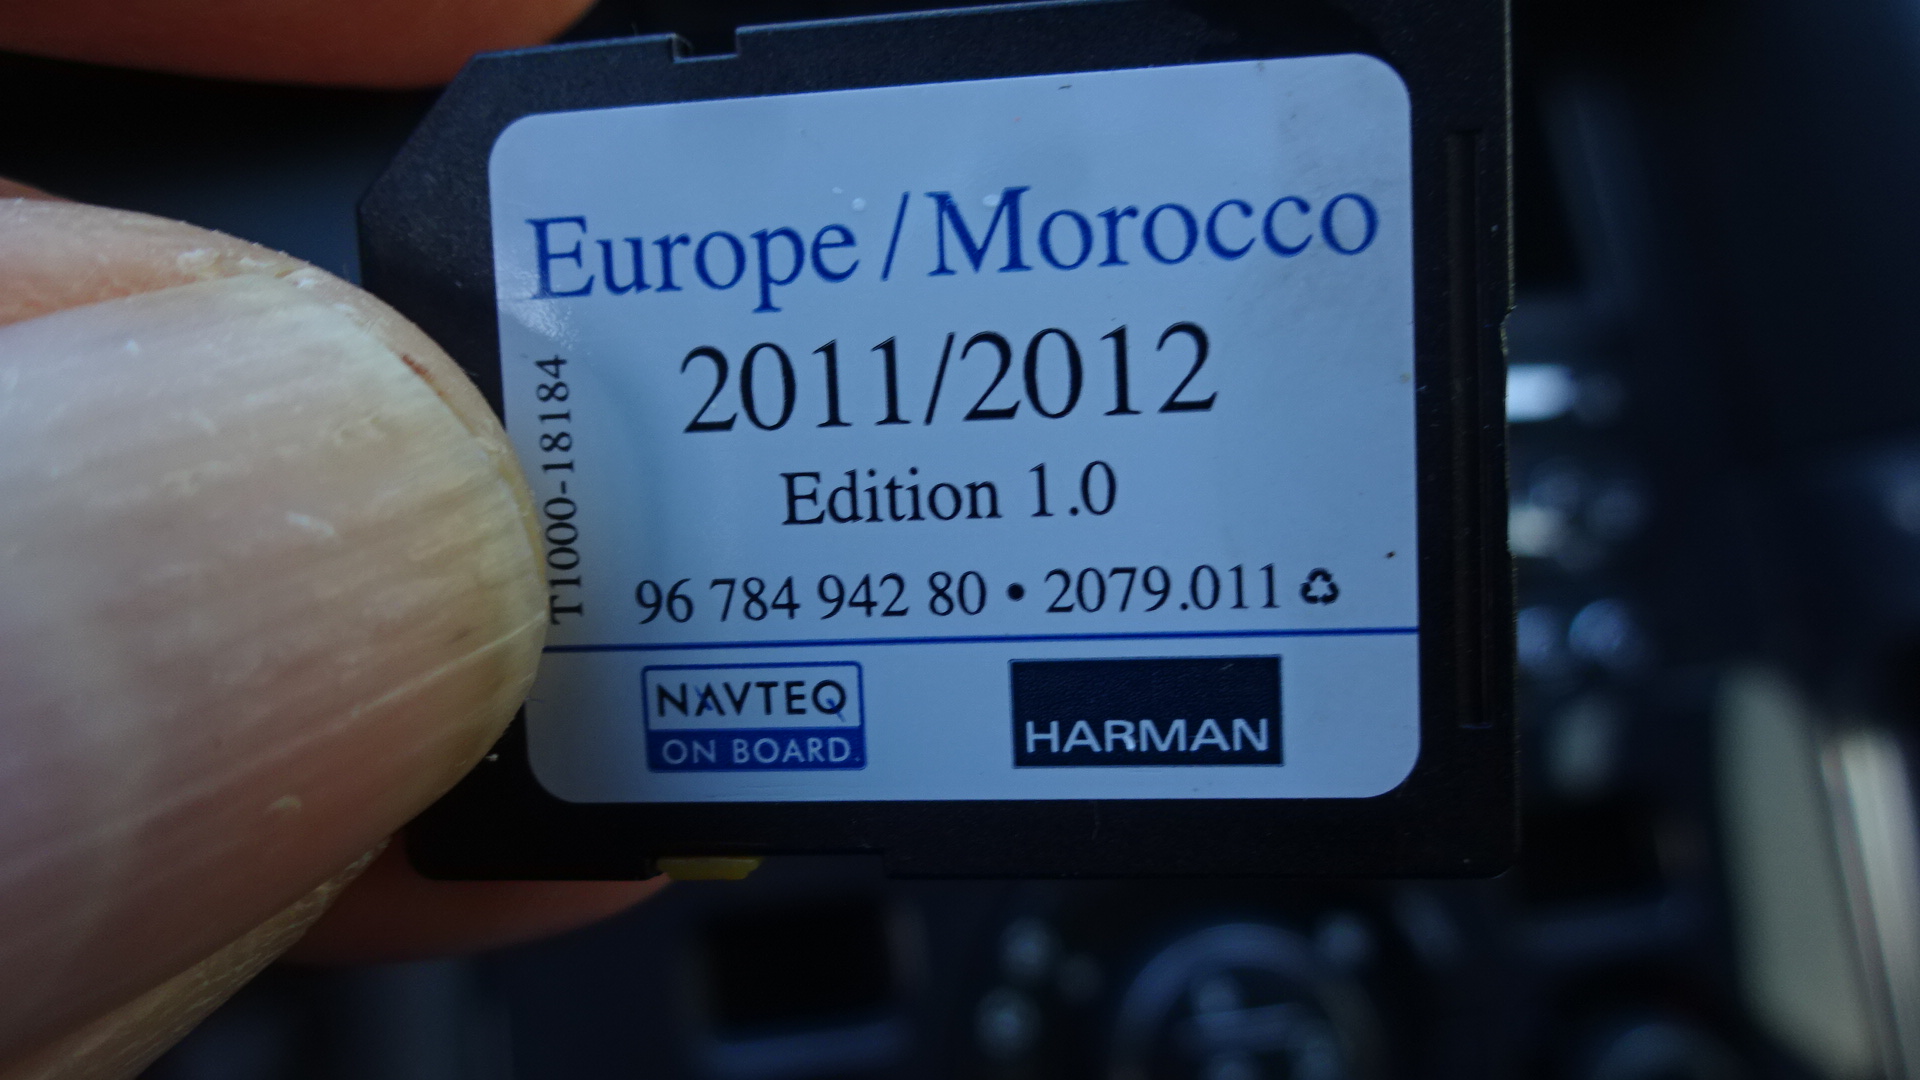 Europe / Morocco
2011/2012
Edition 1.0
96 784 942 80 • 2079.011
T1000-18184
NAVTEQ
ON BOARD.
HARMAN